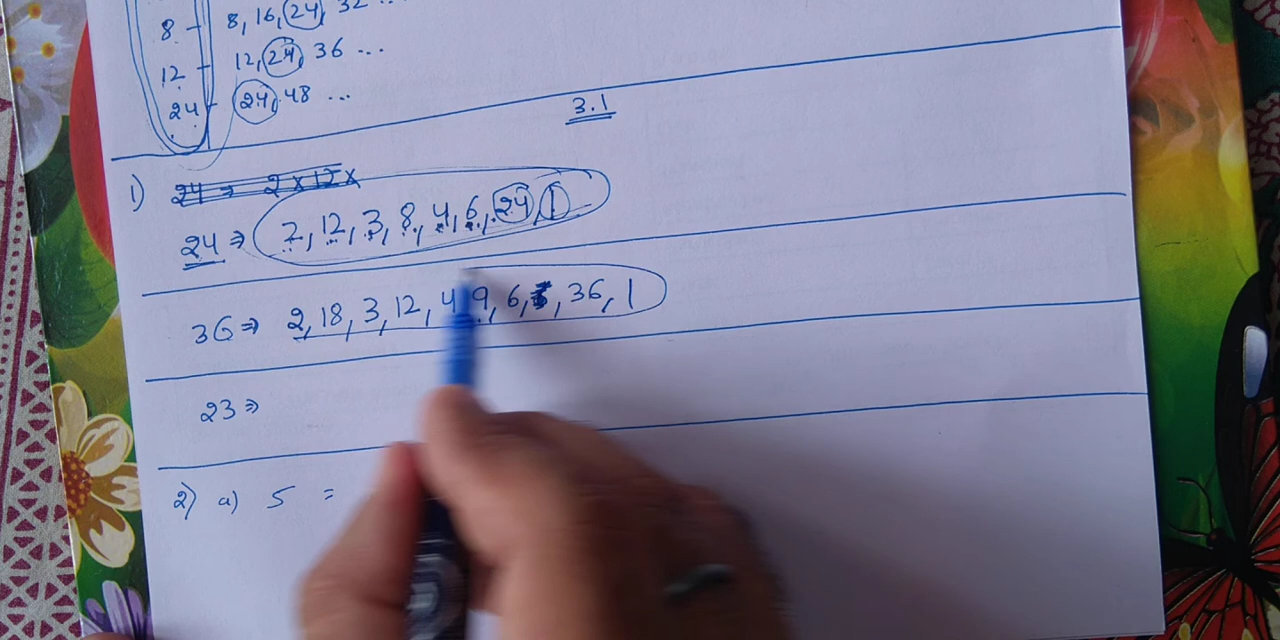 8 - 8, 16, 24, 32 ...
12 - 12, 24, 36 ...
24 - 24, 48 ...
3.1
1) 24 ⇒ 2 x 12 x
24 ⇒ 2, 12, 3, 8, 4, 6, 24, 1
36 ⇒ 2, 18, 3, 12, 4, 9, 6, 36, 1
23 ⇒
2) a) 5 =